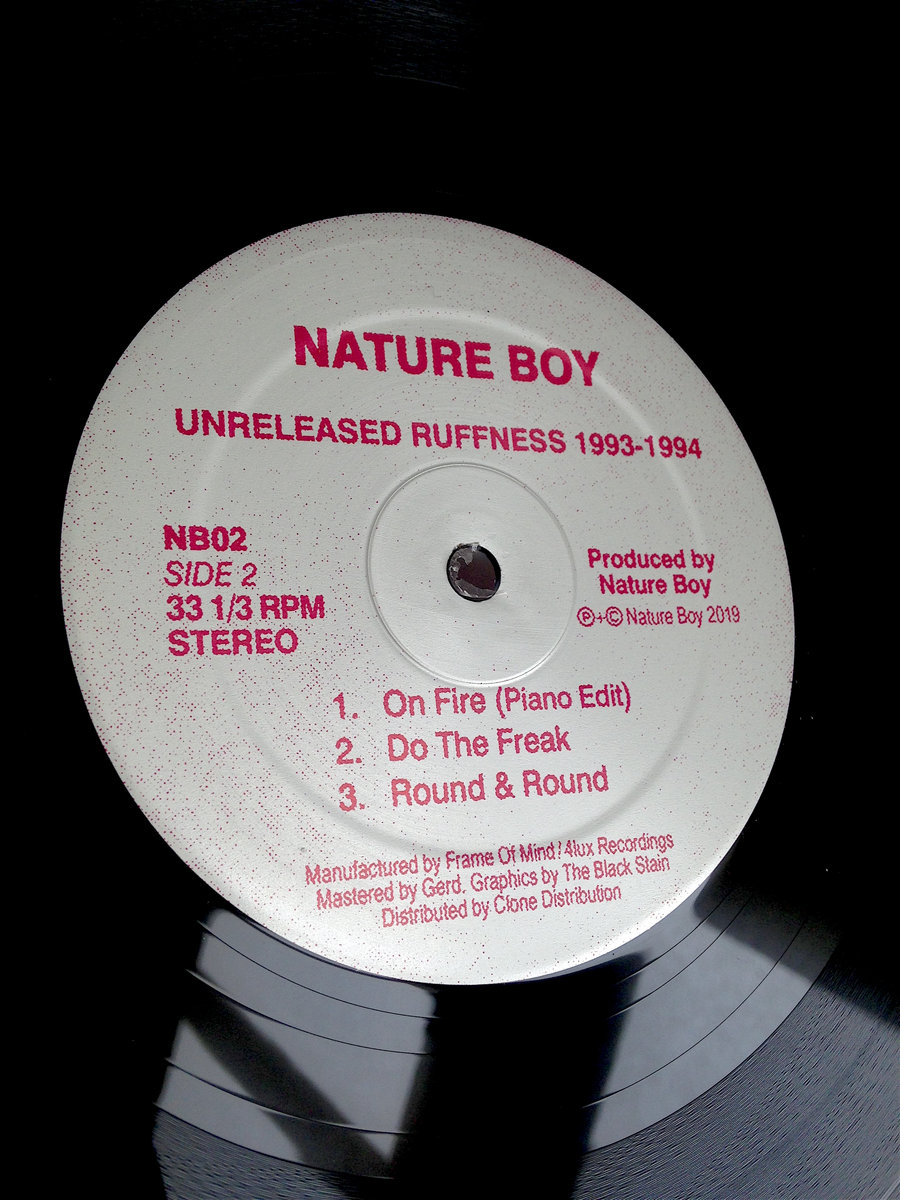 NATURE BOY
UNRELEASED RUFFNESS 1993-1994
NB02
SIDE 2
33 1/3 RPM
STEREO
Produced by
Nature Boy
℗+© Nature Boy 2019
1. On Fire (Piano Edit)
2. Do The Freak
3. Round & Round
Manufactured by Frame Of Mind / 4lux Recordings
Mastered by Gerd. Graphics by The Black Stain
Distributed by Clone Distribution